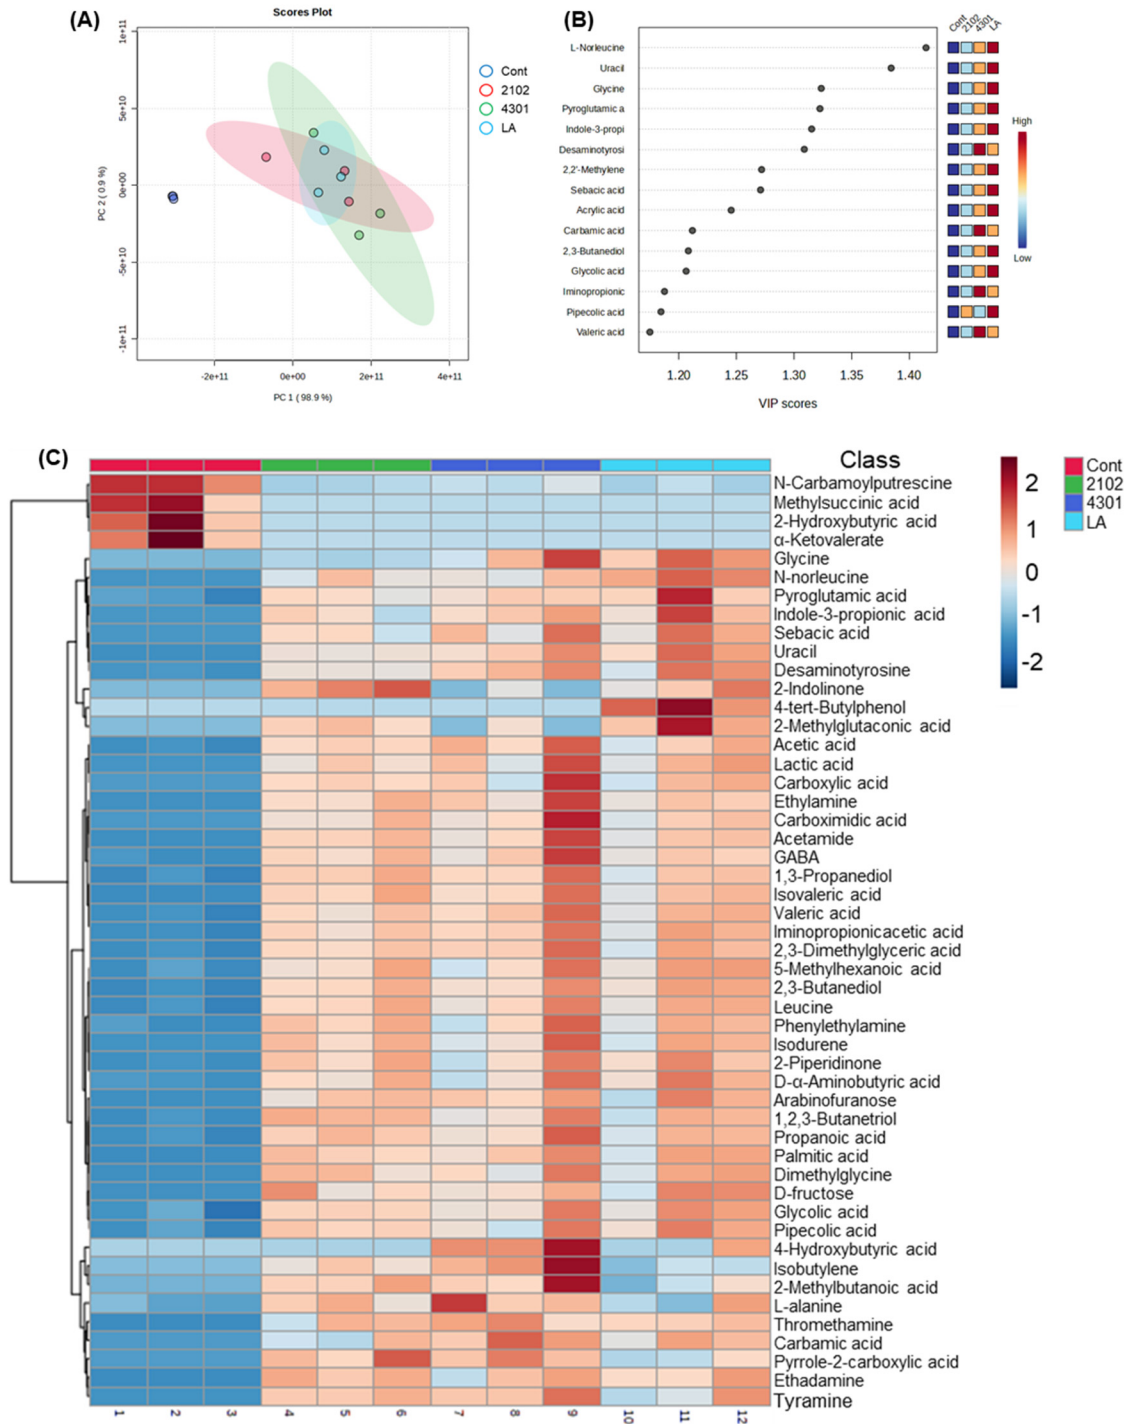 (A)
Scores Plot
PC 2 ( 0.9 %)
1e+11
5e+10
0e+00
-5e+10
-1e+11
-2e+11 0e+00 2e+11 4e+11
PC 1 ( 98.9 %)
Cont
2102
4301
LA
(B)
L-Norleucine
Uracil
Glycine
Pyroglutamic a
Indole-3-propi
Desaminotyrosi
2,2'-Methylene
Sebacic acid
Acrylic acid
Carbamic acid
2,3-Butanediol
Glycolic acid
Iminopropionic
Pipecolic acid
Valeric acid
1.20 1.25 1.30 1.35 1.40
VIP scores
Cont 2102 4301 LA
High
Low
(C)
Class
N-Carbamoylputrescine
Methylsuccinic acid
2-Hydroxybutyric acid
α-Ketovalerate
Glycine
N-norleucine
Pyroglutamic acid
Indole-3-propionic acid
Sebacic acid
Uracil
Desaminotyrosine
2-Indolinone
4-tert-Butylphenol
2-Methylglutaconic acid
Acetic acid
Lactic acid
Carboxylic acid
Ethylamine
Carboximidic acid
Acetamide
GABA
1,3-Propanediol
Isovaleric acid
Valeric acid
Iminopropionicacetic acid
2,3-Dimethylglyceric acid
5-Methylhexanoic acid
2,3-Butanediol
Leucine
Phenylethylamine
Isodurene
2-Piperidinone
D-α-Aminobutyric acid
Arabinofuranose
1,2,3-Butanetriol
Propanoic acid
Palmitic acid
Dimethylglycine
D-fructose
Glycolic acid
Pipecolic acid
4-Hydroxybutyric acid
Isobutylene
2-Methylbutanoic acid
L-alanine
Thromethamine
Carbamic acid
Pyrrole-2-carboxylic acid
Ethadamine
Tyramine
1 2 3 4 5 6 7 8 9 10 11 12
2
1
0
-1
-2
Cont
2102
4301
LA